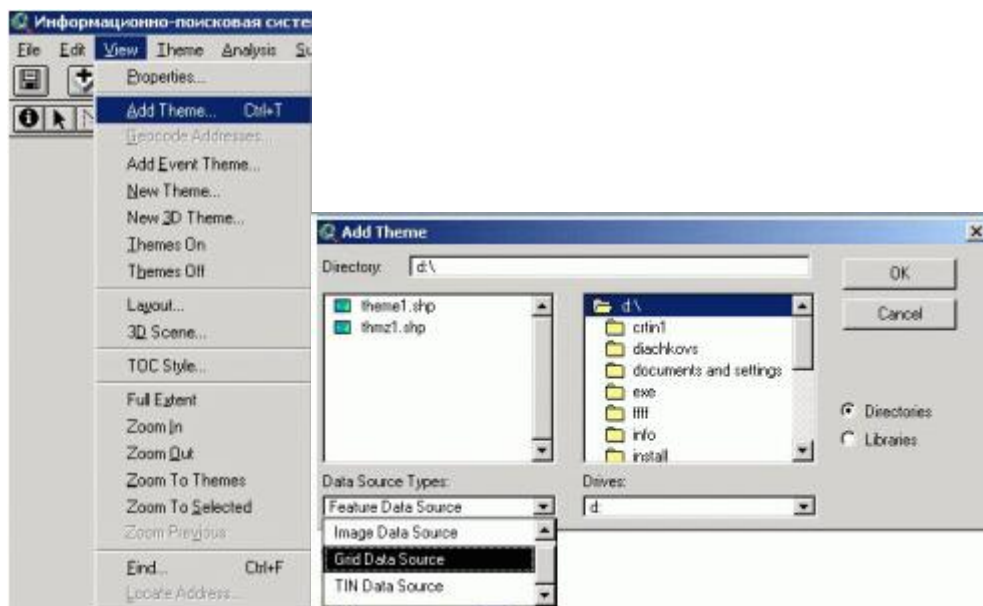 Информационно-поисковая
File Edit View Theme Analysis
Properties...
Add Theme... Ctrl+T
Geocode Addresses...
Add Event Theme...
New Theme...
New 3D Theme...
Themes On
Themes Off
Layout...
3D Scene...
TOC Style...
Full Extent
Zoom In
Zoom Out
Zoom To Themes
Zoom To Selected
Zoom Previous
Find... Ctrl+F
Locate Address...
Add Theme
Directory: d:\
OK
Cancel
theme1.shp
thmz1.shp
d:\
crtin1
diachkovs
documents and settings
exe
ffff
info
install
Directories
Libraries
Data Source Types:
Feature Data Source
Image Data Source
Grid Data Source
TIN Data Source
Drives:
d: